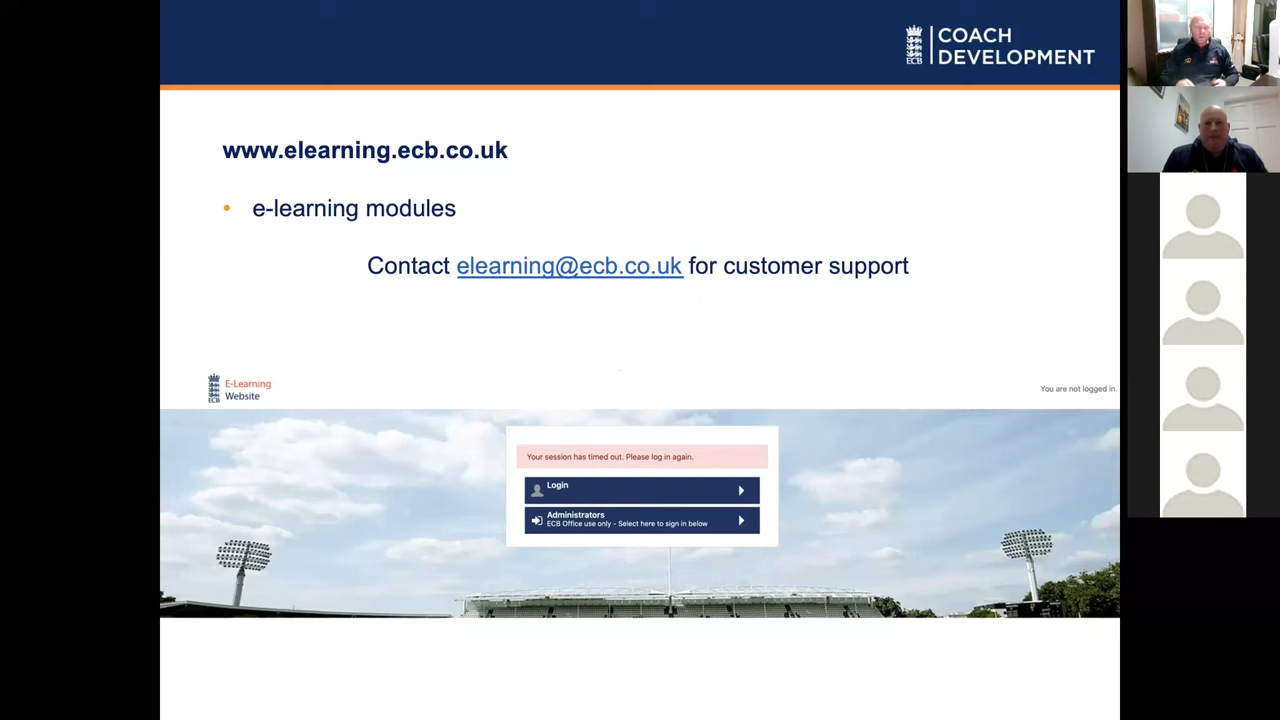 ECB
COACH
DEVELOPMENT
www.elearning.ecb.co.uk
• e-learning modules
Contact elearning@ecb.co.uk for customer support
ECB
E-Learning
Website
You are not logged in.
Your session has timed out. Please log in again.
Login
Administrators
ECB Office use only - Select here to sign in below